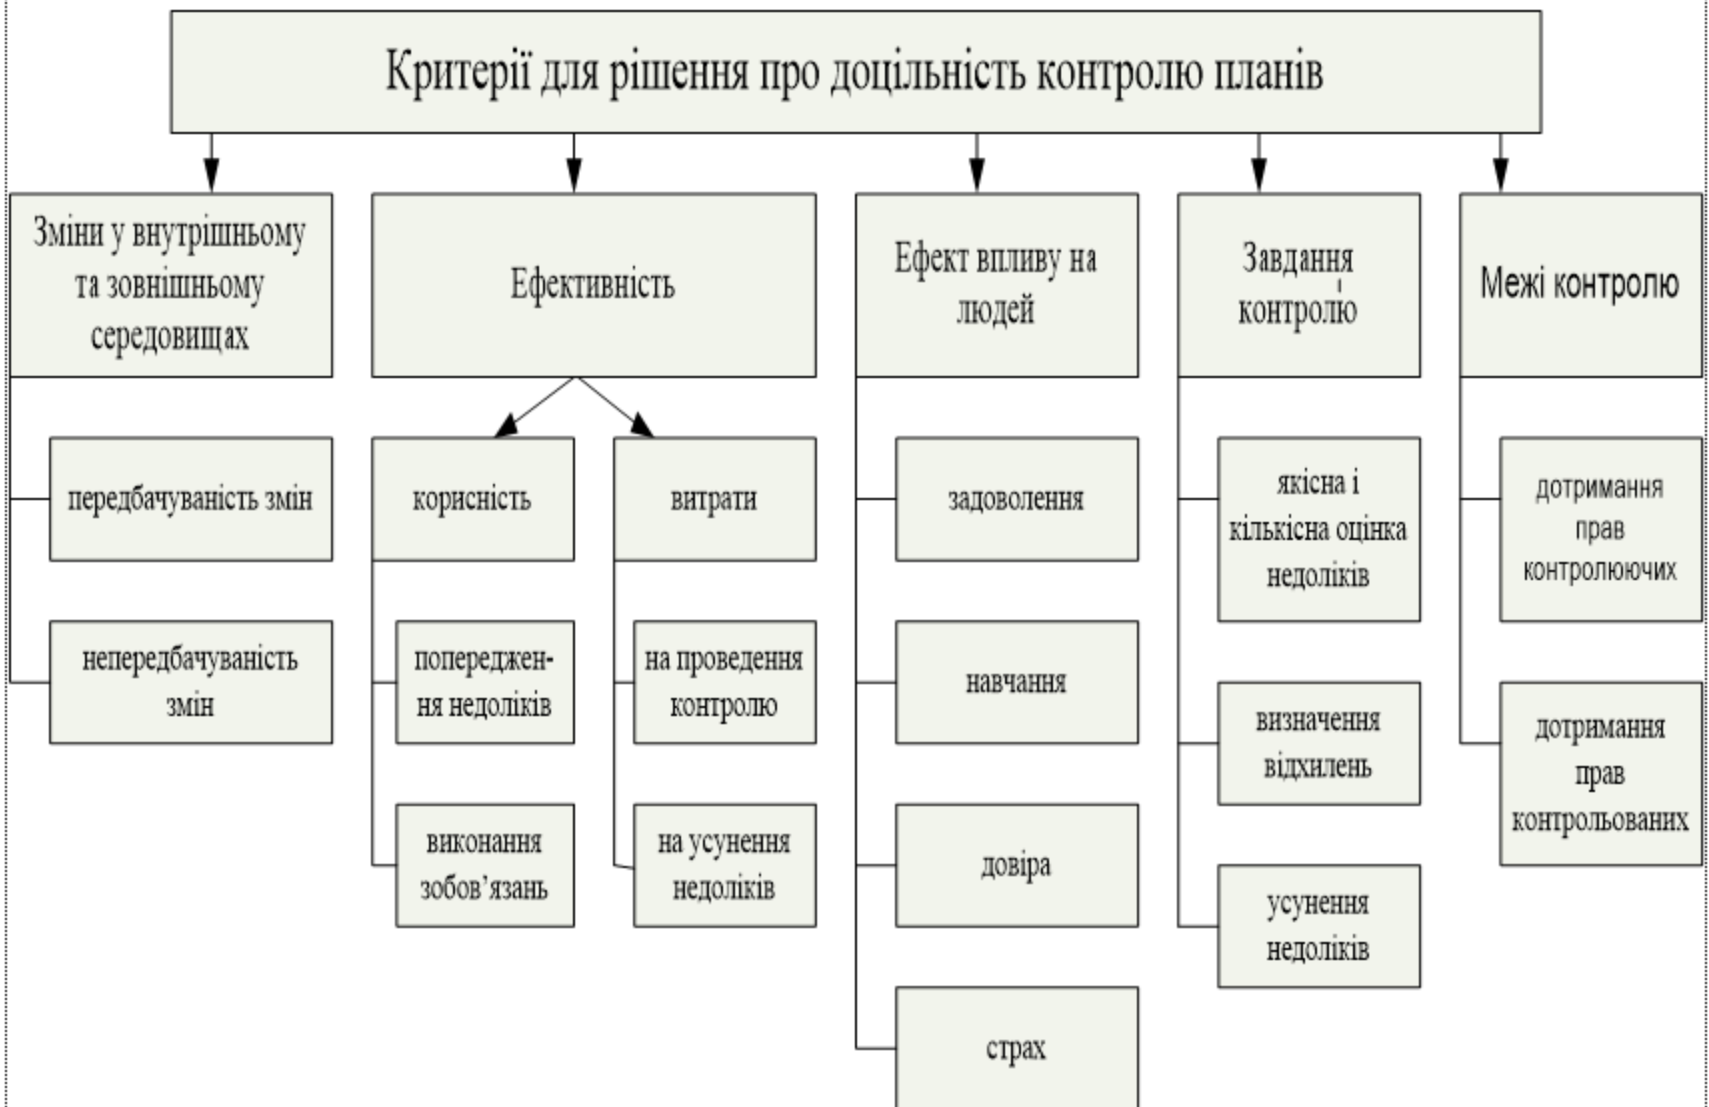 Критерії для рішення про доцільність контролю планів
Зміни у внутрішньому
та зовнішньому
середовищах
передбачуваність змін
непередбачуваність
змін
Ефективність
корисність
попереджен-
ня недоліків
виконання
зобов’язань
витрати
на проведення
контролю
на усунення
недоліків
Ефект впливу на
людей
задоволення
навчання
довіра
страх
Завдання
контролю
якісна і
кількісна оцінка
недоліків
визначення
відхилень
усунення
недоліків
Межі контролю
дотримання
прав
контролюючих
дотримання
прав
контрольованих